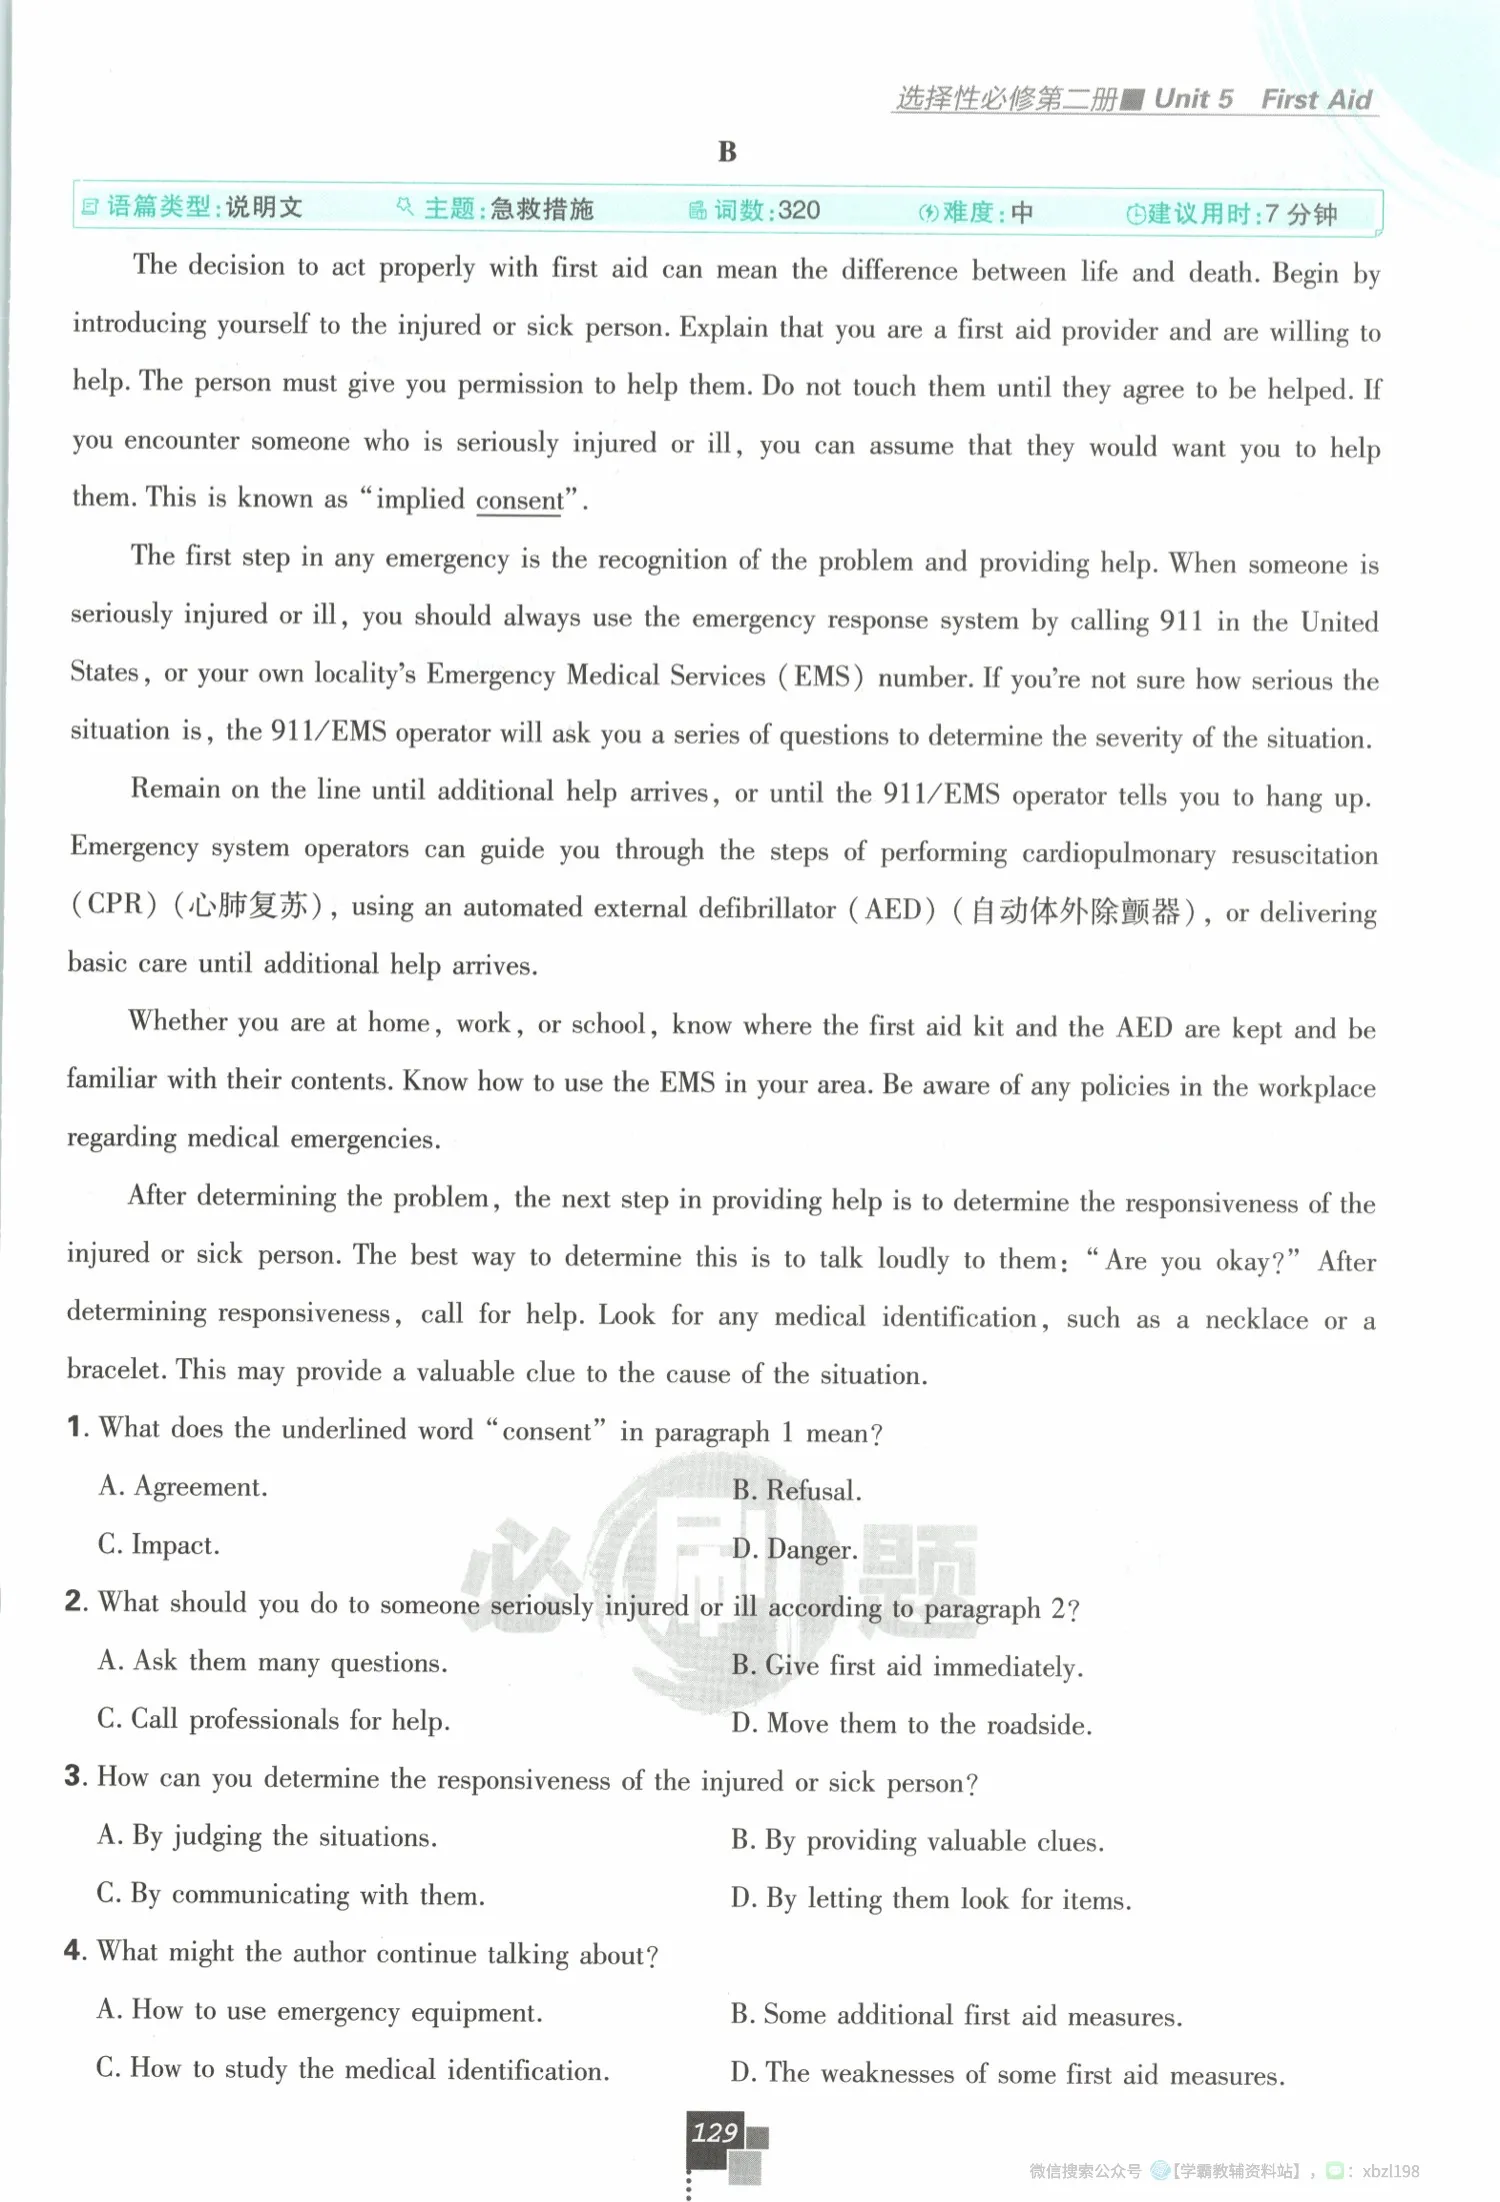 选择性必修第二册■ Unit 5 First Aid
B
语篇类型:说明文 主题:急救措施 词数:320 难度:中 建议用时:7 分钟
The decision to act properly with first aid can mean the difference between life and death. Begin by
introducing yourself to the injured or sick person. Explain that you are a first aid provider and are willing to
help. The person must give you permission to help them. Do not touch them until they agree to be helped. If
you encounter someone who is seriously injured or ill, you can assume that they would want you to help
them. This is known as “implied consent”.
The first step in any emergency is the recognition of the problem and providing help. When someone is
seriously injured or ill, you should always use the emergency response system by calling 911 in the United
States, or your own locality's Emergency Medical Services (EMS) number. If you're not sure how serious the
situation is, the 911/EMS operator will ask you a series of questions to determine the severity of the situation.
Remain on the line until additional help arrives, or until the 911/EMS operator tells you to hang up.
Emergency system operators can guide you through the steps of performing cardiopulmonary resuscitation
(CPR) (心肺复苏), using an automated external defibrillator (AED) (自动体外除颤器), or delivering
basic care until additional help arrives.
Whether you are at home, work, or school, know where the first aid kit and the AED are kept and be
familiar with their contents. Know how to use the EMS in your area. Be aware of any policies in the workplace
regarding medical emergencies.
After determining the problem, the next step in providing help is to determine the responsiveness of the
injured or sick person. The best way to determine this is to talk loudly to them: “Are you okay?” After
determining responsiveness, call for help. Look for any medical identification, such as a necklace or a
bracelet. This may provide a valuable clue to the cause of the situation.
1. What does the underlined word “consent” in paragraph 1 mean?
A. Agreement. B. Refusal.
C. Impact. D. Danger.
2. What should you do to someone seriously injured or ill according to paragraph 2?
A. Ask them many questions. B. Give first aid immediately.
C. Call professionals for help. D. Move them to the roadside.
3. How can you determine the responsiveness of the injured or sick person?
A. By judging the situations. B. By providing valuable clues.
C. By communicating with them. D. By letting them look for items.
4. What might the author continue talking about?
A. How to use emergency equipment. B. Some additional first aid measures.
C. How to study the medical identification. D. The weaknesses of some first aid measures.
必刷题
129
微信搜索公众号【学霸教辅资料站】, : xbzl198